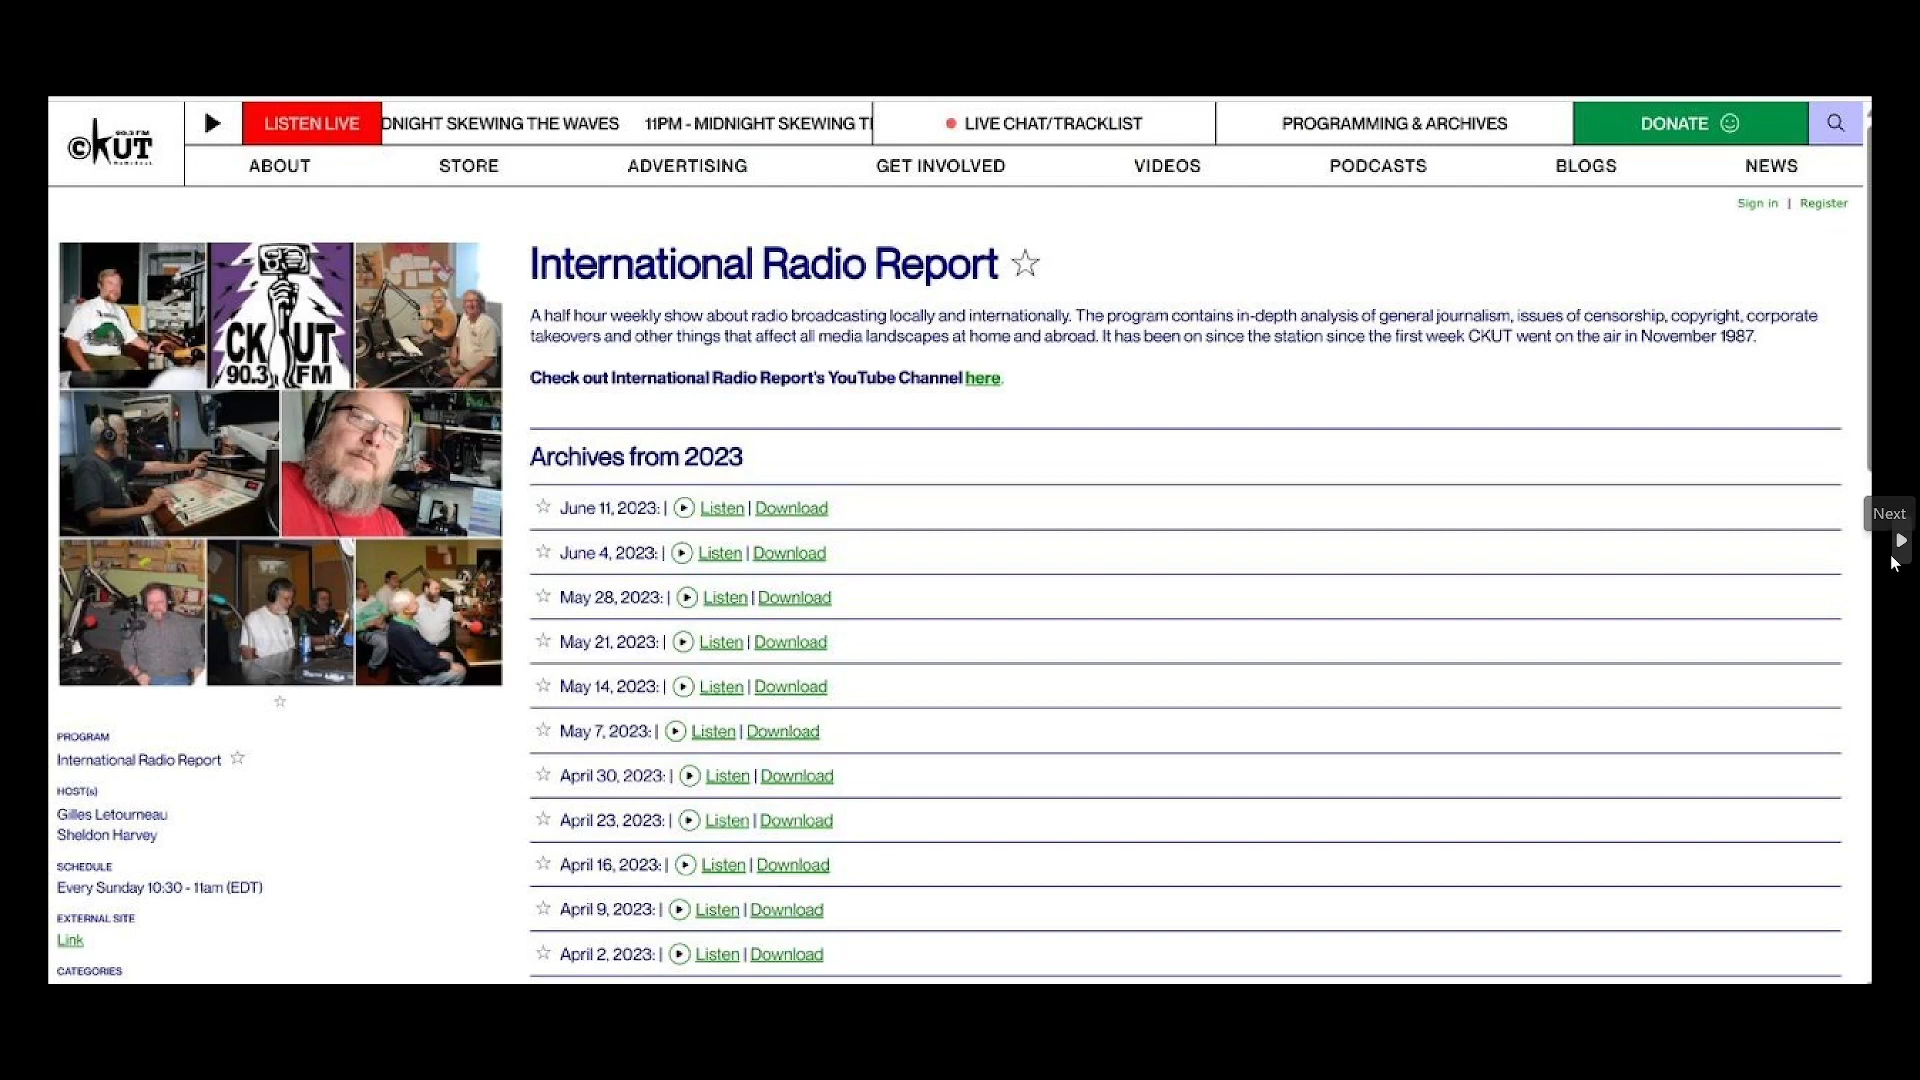 ©kUT
90.3 FM
LISTEN LIVE
DNIGHT SKEWING THE WAVES 11PM - MIDNIGHT SKEWING T
LIVE CHAT/TRACKLIST
PROGRAMMING & ARCHIVES
DONATE
ABOUT
STORE
ADVERTISING
GET INVOLVED
VIDEOS
PODCASTS
BLOGS
NEWS
Sign in | Register
CK UT
90.3 FM
PROGRAM
International Radio Report ☆
HOST(s)
Gilles Letourneau
Sheldon Harvey
SCHEDULE
Every Sunday 10:30 - 11am (EDT)
EXTERNAL SITE
Link
CATEGORIES
International Radio Report ☆
A half hour weekly show about radio broadcasting locally and internationally. The program contains in-depth analysis of general journalism, issues of censorship, copyright, corporate
takeovers and other things that affect all media landscapes at home and abroad. It has been on since the station since the first week CKUT went on the air in November 1987.
Check out International Radio Report's YouTube Channel here.
Archives from 2023
☆ June 11, 2023: | Listen | Download
☆ June 4, 2023: | Listen | Download
☆ May 28, 2023: | Listen | Download
☆ May 21, 2023: | Listen | Download
☆ May 14, 2023: | Listen | Download
☆ May 7, 2023: | Listen | Download
☆ April 30, 2023: | Listen | Download
☆ April 23, 2023: | Listen | Download
☆ April 16, 2023: | Listen | Download
☆ April 9, 2023: | Listen | Download
☆ April 2, 2023: | Listen | Download
Next